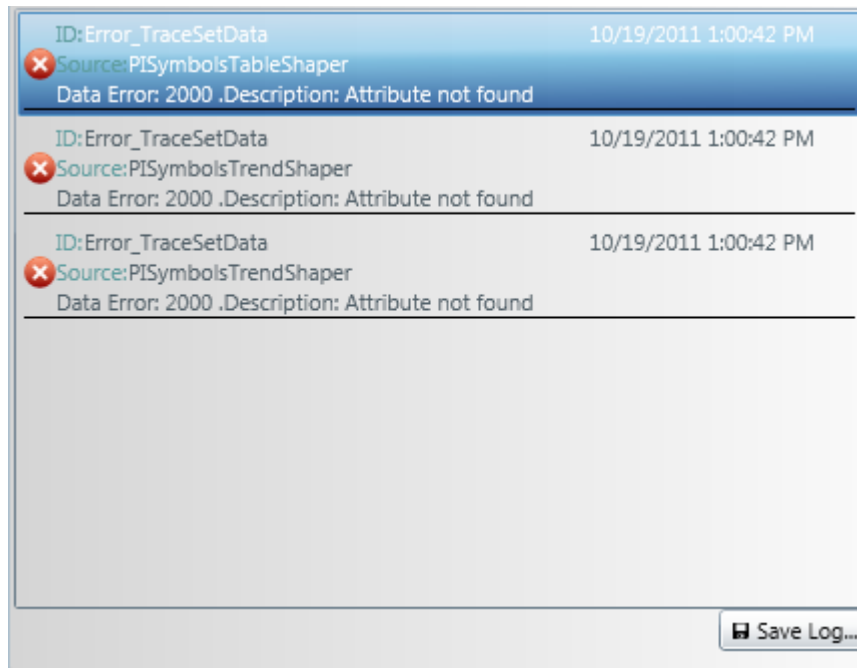 ID:Error_TraceSetData 10/19/2011 1:00:42 PM
Source:PISymbolsTableShaper
Data Error: 2000 .Description: Attribute not found
ID:Error_TraceSetData 10/19/2011 1:00:42 PM
Source:PISymbolsTrendShaper
Data Error: 2000 .Description: Attribute not found
ID:Error_TraceSetData 10/19/2011 1:00:42 PM
Source:PISymbolsTrendShaper
Data Error: 2000 .Description: Attribute not found
Save Log...